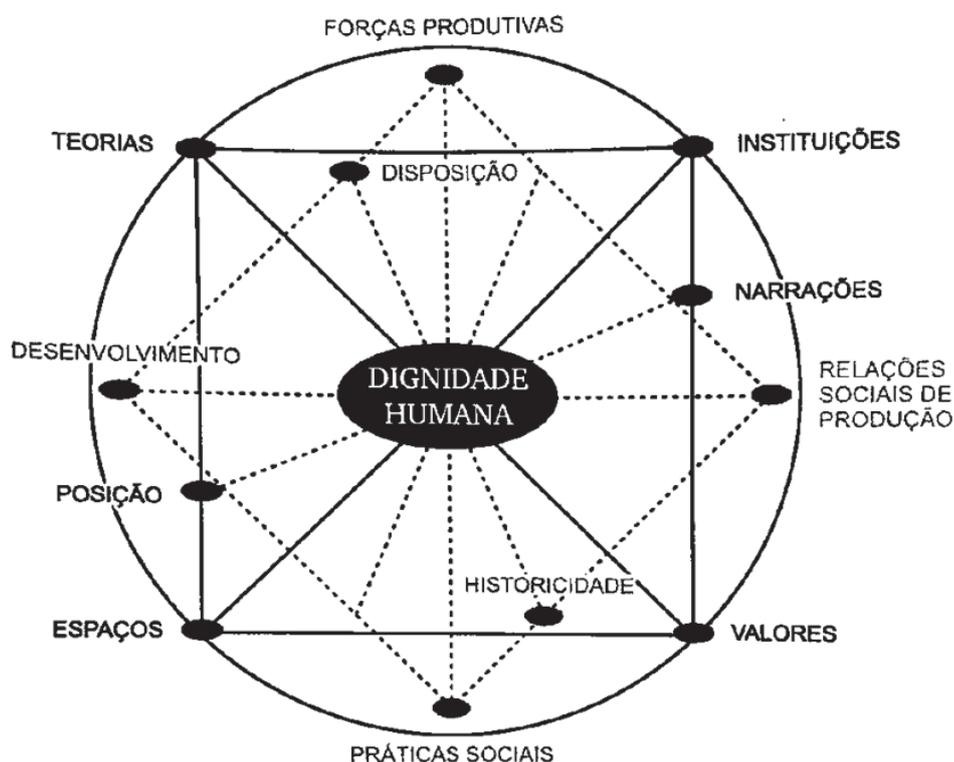 FORÇAS PRODUTIVAS
TEORIAS
INSTITUIÇÕES
DISPOSIÇÃO
NARRAÇÕES
DESENVOLVIMENTO
DIGNIDADE
HUMANA
RELAÇÕES
SOCIAIS DE
PRODUÇÃO
POSIÇÃO
HISTORICIDADE
ESPAÇOS
VALORES
PRÁTICAS SOCIAIS